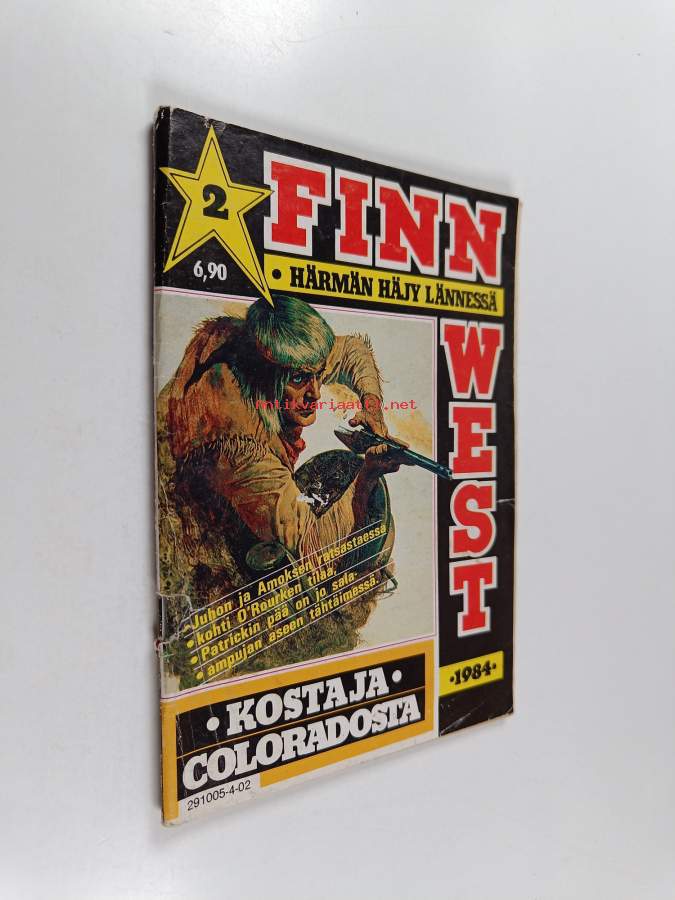 2
6,90
FINN
• HÄRMÄN HÄJY LÄNNESSÄ
WEST
antikvariaatti.net
Juhon ja Amoksen ratsastaessa
• kohti O'Rourken tilaa,
• Patrickin pää on jo sala-
• ampujan aseen tähtäimessä.
• KOSTAJA •
COLORADOSTA
•1984•
291005-4-02